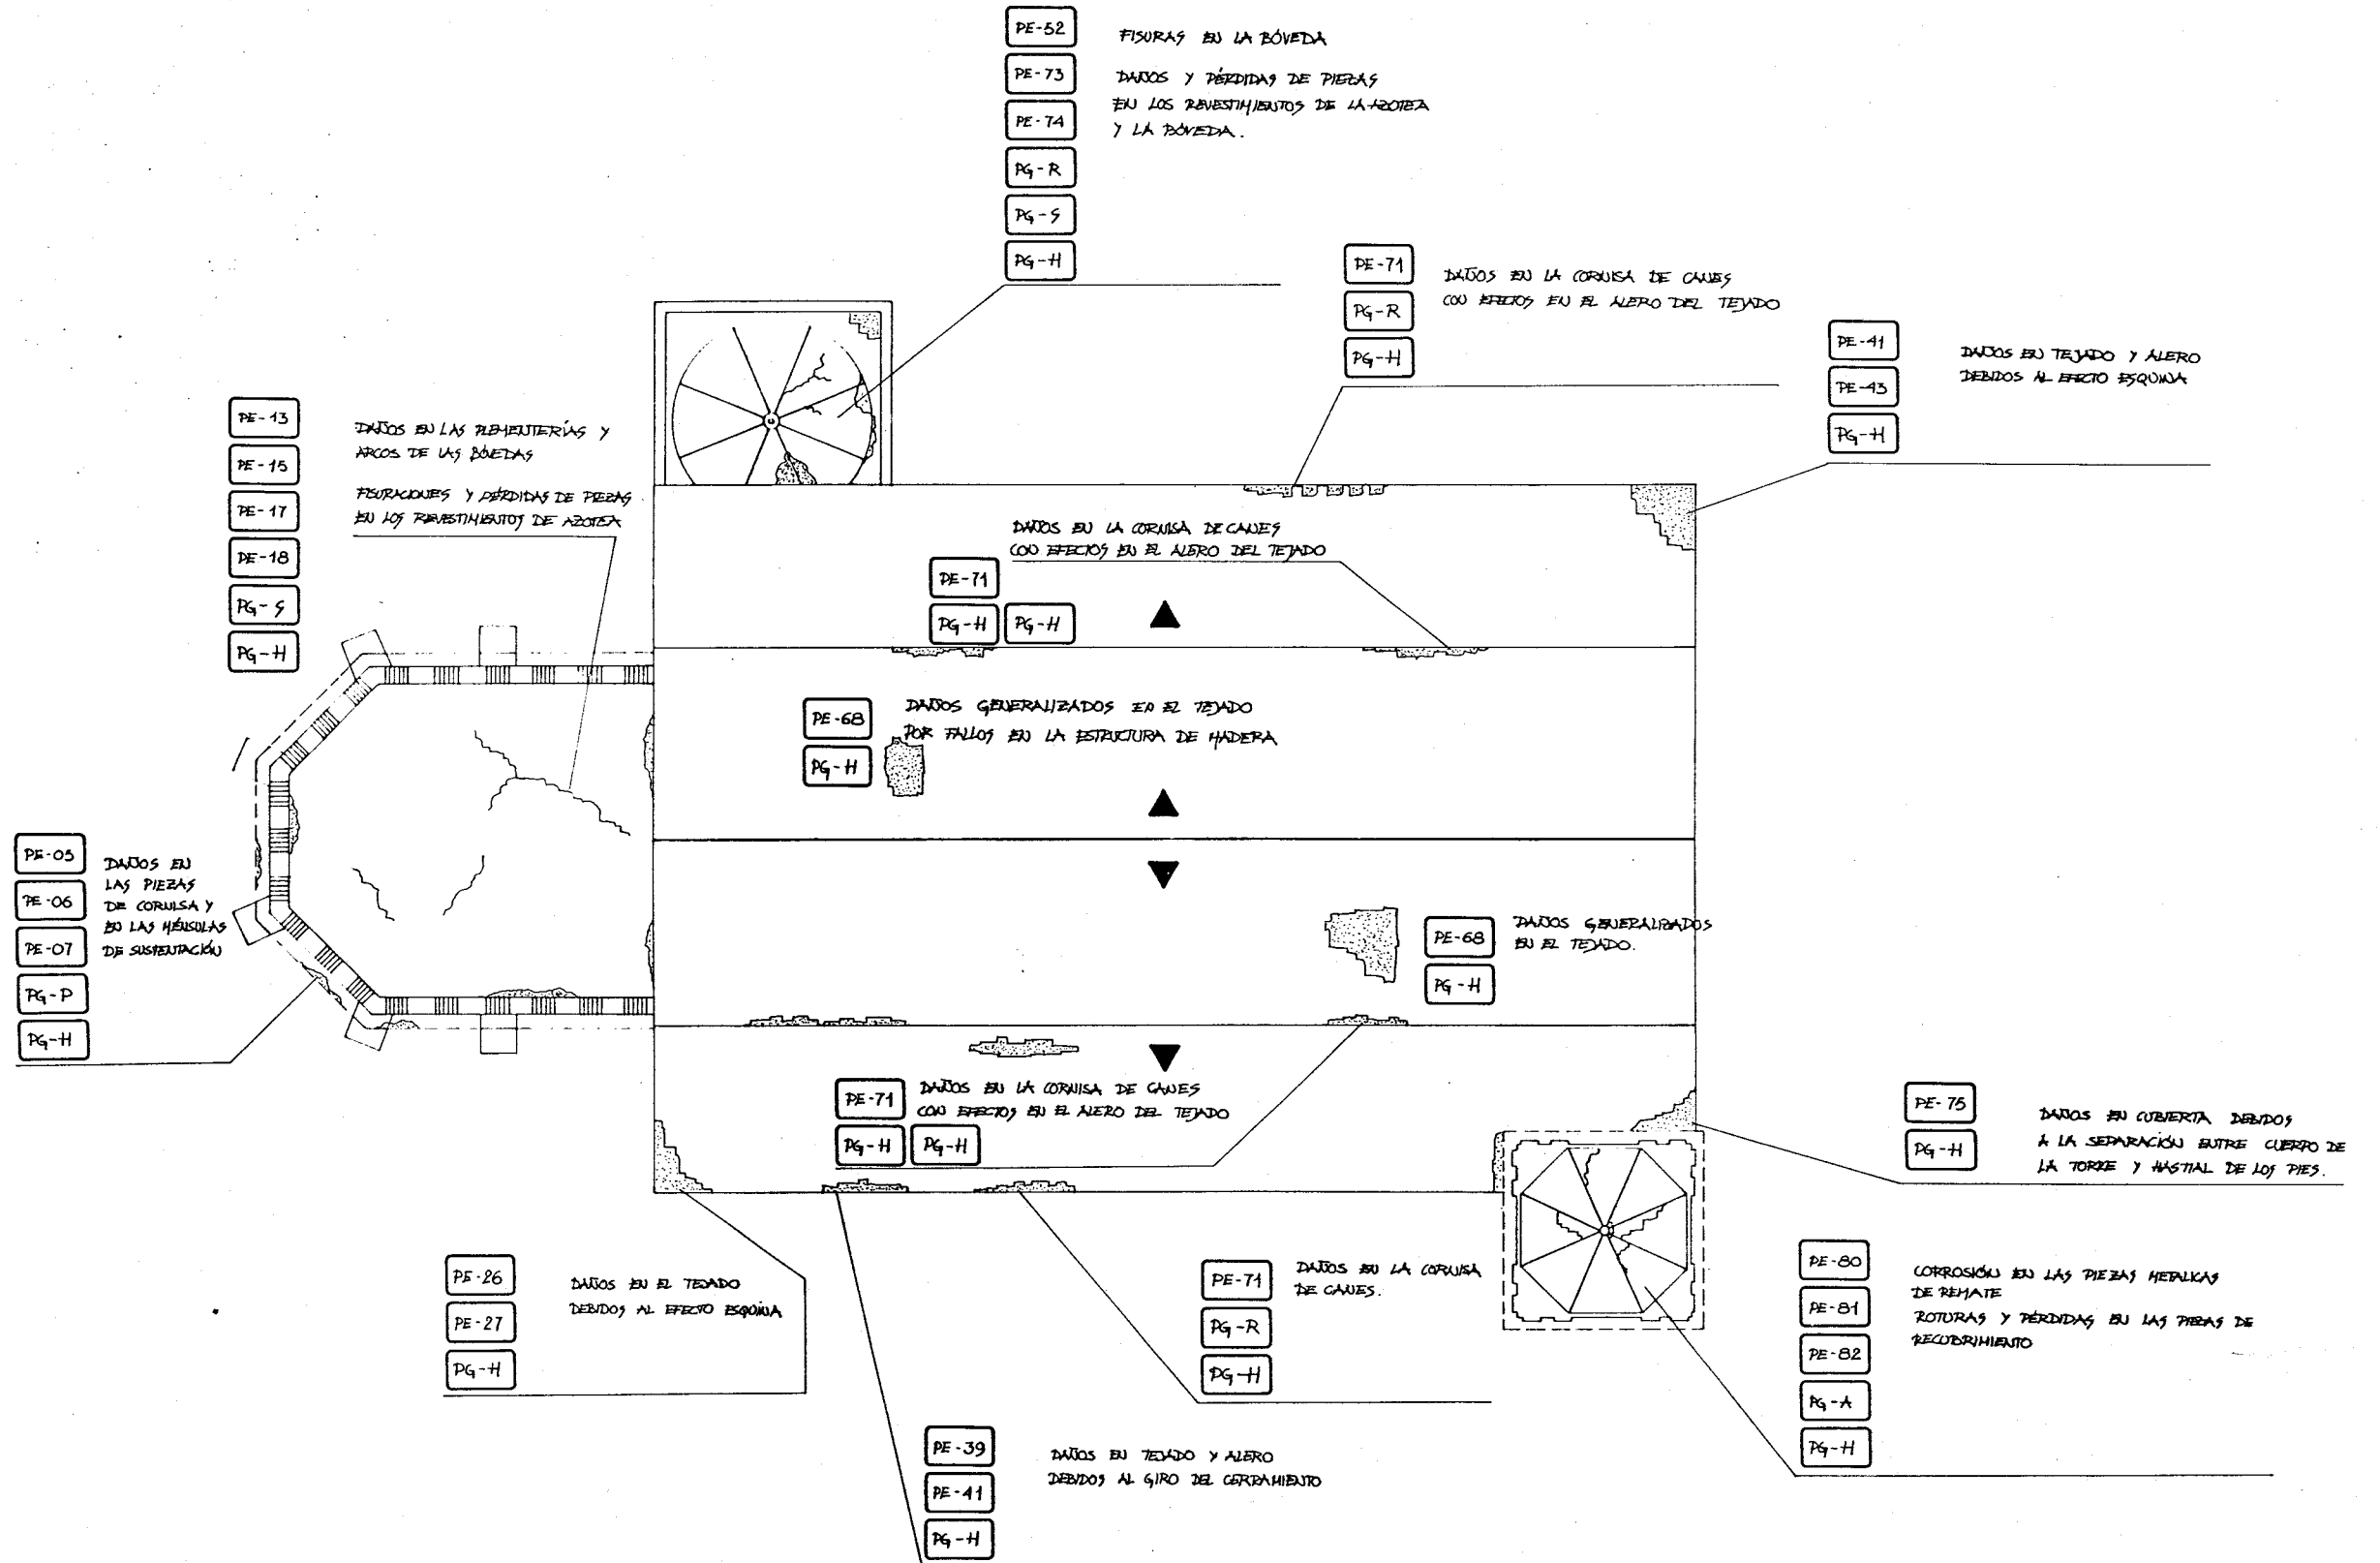 PE-52
PE-73
PE-74
PG-R
PG-S
PG-H
FISURAS EN LA BÓVEDA
DAÑOS Y PÉRDIDAS DE PIEZAS
EN LOS REVESTIMIENTOS DE LA AZOTEA
Y LA BÓVEDA.
PE-71
PG-R
PG-H
DAÑOS EN LA CORNISA DE CANES
CON EFECTOS EN EL ALERO DEL TEJADO
PE-41
PE-43
PG-H
DAÑOS EN TEJADO Y ALERO
DEBIDOS AL EFECTO ESQUINA
PE-13
PE-15
PE-17
PE-18
PG-S
PG-H
DAÑOS EN LAS PLEMENTERÍAS Y
ARCOS DE LAS BÓVEDAS
FISURACIONES Y PÉRDIDAS DE PIEZAS
EN LOS REVESTIMIENTOS DE AZOTEA
DAÑOS EN LA CORNISA DE CANES
CON EFECTOS EN EL ALERO DEL TEJADO
PE-71
PG-H PG-H
PE-68
PG-H
DAÑOS GENERALIZADOS EN EL TEJADO
POR FALLOS EN LA ESTRUCTURA DE MADERA
PE-05
PE-06
PE-07
PG-P
PG-H
DAÑOS EN
LAS PIEZAS
DE CORNISA Y
EN LAS MÉNSULAS
DE SUSTENTACIÓN
PE-68
PG-H
DAÑOS GENERALIZADOS
EN EL TEJADO.
PE-71
PG-H PG-H
DAÑOS EN LA CORNISA DE CANES
CON EFECTOS EN EL ALERO DEL TEJADO
PE-75
PG-H
DAÑOS EN CUBIERTA DEBIDOS
A LA SEPARACIÓN ENTRE CUERPO DE
LA TORRE Y HASTIAL DE LOS PIES.
PE-26
PE-27
PG-H
DAÑOS EN EL TEJADO
DEBIDOS AL EFECTO ESQUINA
PE-71
PG-R
PG-H
DAÑOS EN LA CORNISA
DE CANES.
PE-80
PE-81
PE-82
PG-A
PG-H
CORROSIÓN EN LAS PIEZAS METALICAS
DE REMATE
ROTURAS Y PÉRDIDAS EN LAS PIEZAS DE
RECUBRIMIENTO
PE-39
PE-41
PG-H
DAÑOS EN TEJADO Y ALERO
DEBIDOS AL GIRO DEL CERRAMIENTO